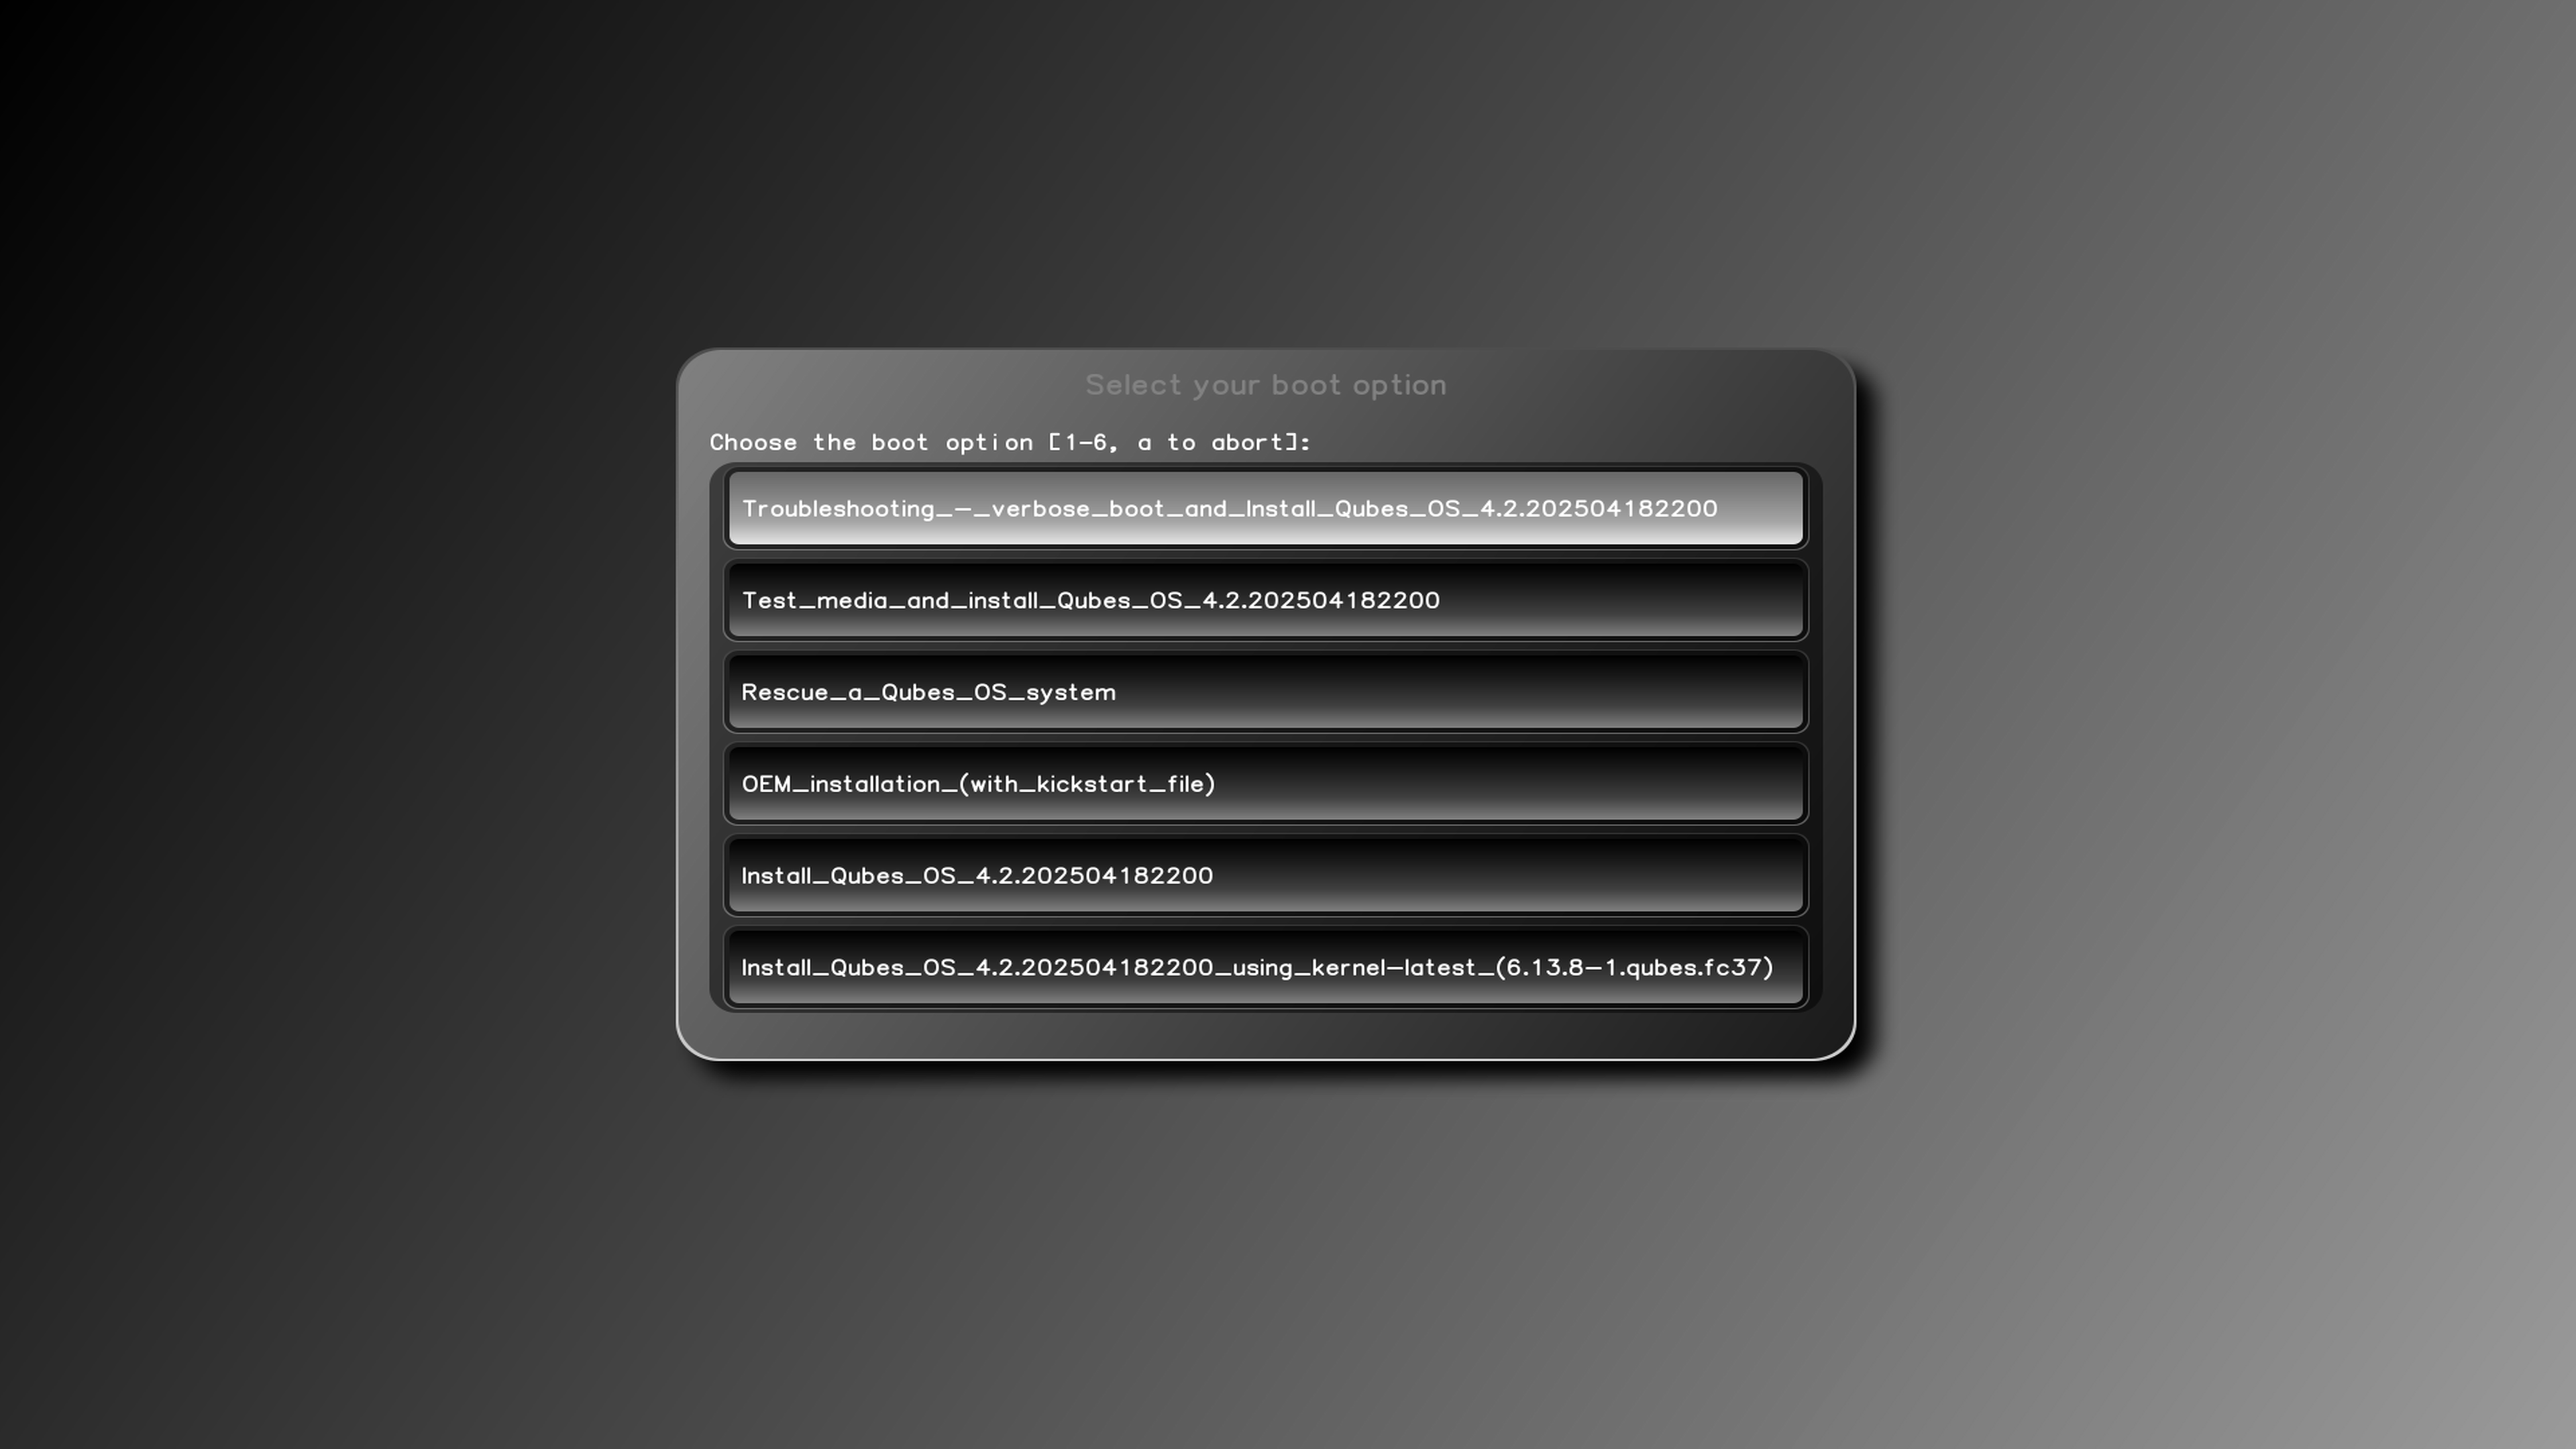 Select your boot option
Choose the boot option [1-6, a to abort]:
Troubleshooting_-_verbose_boot_and_Install_Qubes_OS_4.2.202504182200
Test_media_and_install_Qubes_OS_4.2.202504182200
Rescue_a_Qubes_OS_system
OEM_installation_(with_kickstart_file)
Install_Qubes_OS_4.2.202504182200
Install_Qubes_OS_4.2.202504182200_using_kernel-latest_(6.13.8-1.qubes.fc37)